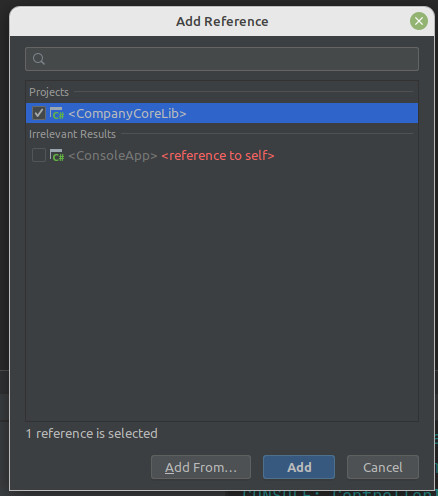 Add Reference
Projects
C# <CompanyCoreLib>
Irrelevant Results
C# <ConsoleApp> <reference to self>
1 reference is selected
Add From... Add Cancel